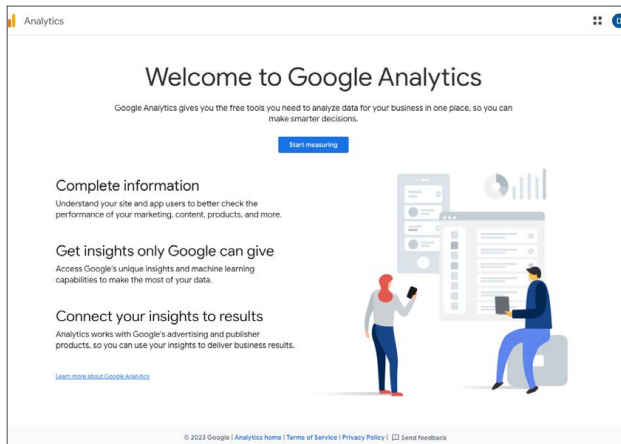 Analytics
D
Welcome to Google Analytics
Google Analytics gives you the free tools you need to analyze data for your business in one place, so you can
make smarter decisions.
Start measuring
Complete information
Understand your site and app users to better check the
performance of your marketing, content, products, and more.
Get insights only Google can give
Access Google's unique insights and machine learning
capabilities to make the most of your data.
Connect your insights to results
Analytics works with Google's advertising and publisher
products, so you can use your insights to deliver business results.
Learn more about Google Analytics
© 2023 Google | Analytics home | Terms of Service | Privacy Policy | Send feedback